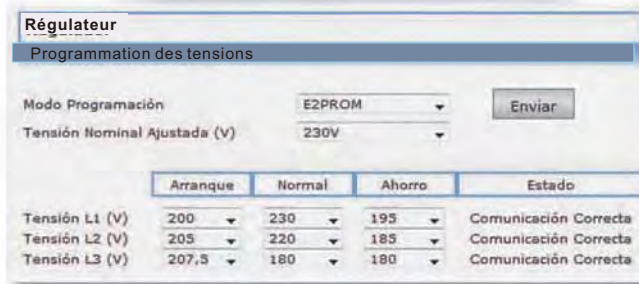 Régulateur
Programmation des tensions
Modo Programación E2PROM Enviar
Tensión Nominal Ajustada (V) 230V
Arranque Normal Ahorro Estado
Tensión L1 (V) 200 230 195 Comunicación Correcta
Tensión L2 (V) 205 220 185 Comunicación Correcta
Tensión L3 (V) 207,5 180 180 Comunicación Correcta